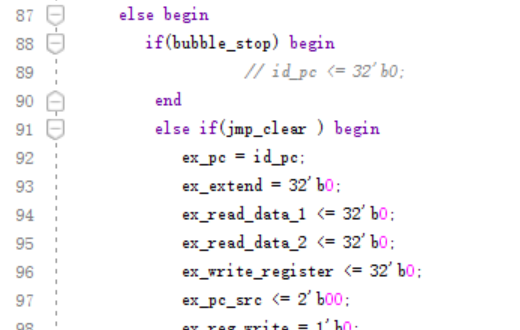 87 else begin
88 if(bubble_stop) begin
89 // id_pc <= 32'b0;
90 end
91 else if(jmp_clear ) begin
92 ex_pc = id_pc;
93 ex_extend = 32'b0;
94 ex_read_data_1 <= 32'b0;
95 ex_read_data_2 <= 32'b0;
96 ex_write_register <= 32'b0;
97 ex_pc_src <= 2'b00;
98 ex_reg_write = 1'b0;